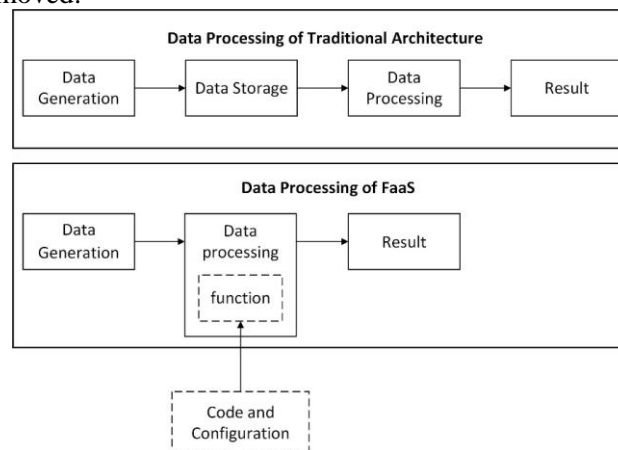 moved.
Data Processing of Traditional Architecture
Data
Generation
Data Storage
Data
Processing
Result
Data Processing of FaaS
Data
Generation
Data
processing
function
Result
Code and
Configuration